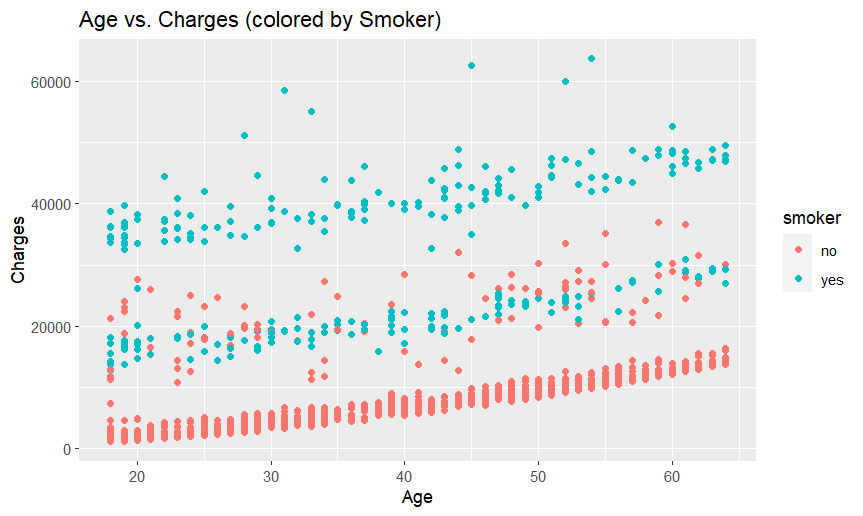 Age vs. Charges (colored by Smoker)
60000
40000
20000
0
Charges
20 30 40 50 60
Age
smoker
no
yes